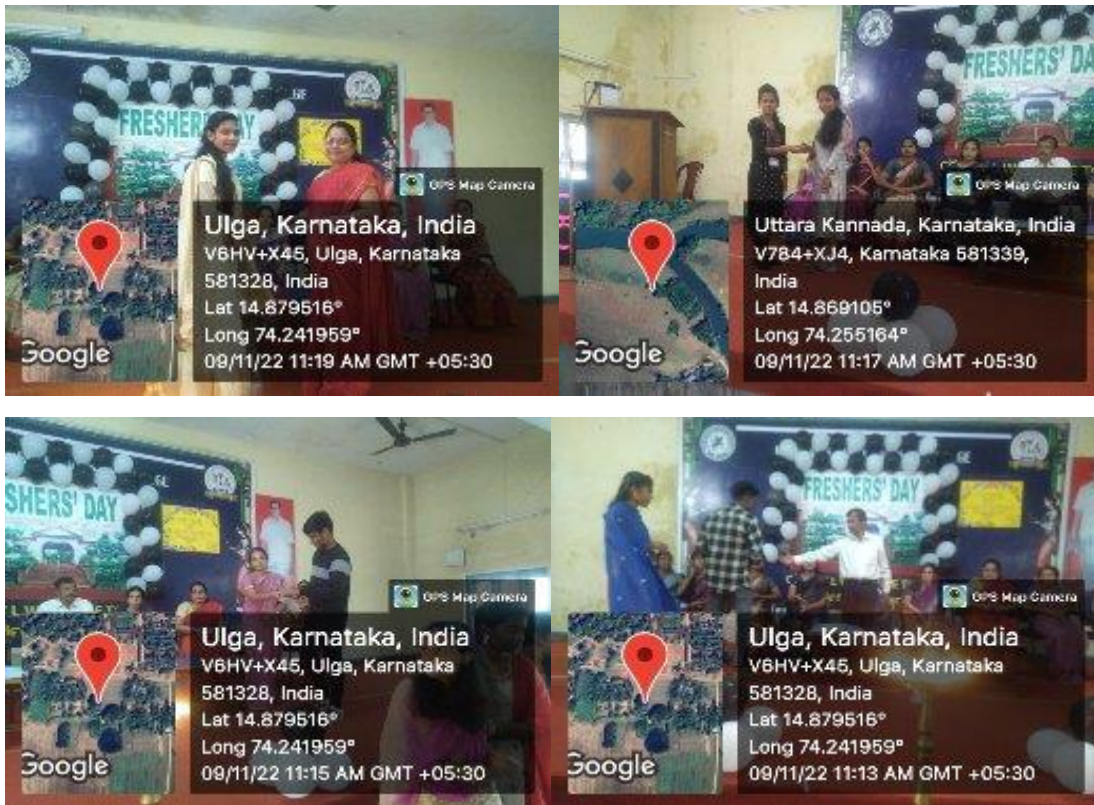 FRESHERS' DAY
GPS Map Camera
Ulga, Karnataka, India
V6HV+X45, Ulga, Karnataka
581328, India
Lat 14.879516°
Long 74.241959°
09/11/22 11:19 AM GMT +05:30
Google
FRESHERS' DA
GPS Map Camera
Uttara Kannada, Karnataka, India
V784+XJ4, Karnataka 581339,
India
Lat 14.869105°
Long 74.255164°
09/11/22 11:17 AM GMT +05:30
Google
SHERS' DAY
GPS Map Camera
Ulga, Karnataka, India
V6HV+X45, Ulga, Karnataka
581328, India
Lat 14.879516°
Long 74.241959°
09/11/22 11:15 AM GMT +05:30
Google
FRESHERS' DAY
GPS Map Camera
Ulga, Karnataka, India
V6HV+X45, Ulga, Karnataka
581328, India
Lat 14.879516°
Long 74.241959°
09/11/22 11:13 AM GMT +05:30
Google